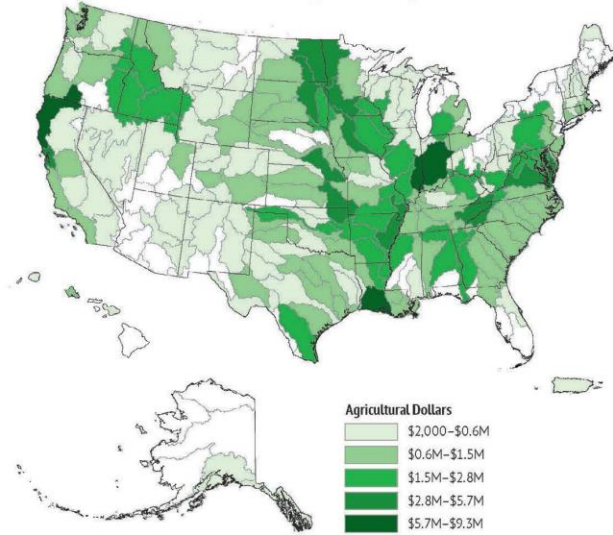 Agricultural Dollars
$2,000–$0.6M
$0.6M–$1.5M
$1.5M–$2.8M
$2.8M–$5.7M
$5.7M–$9.3M